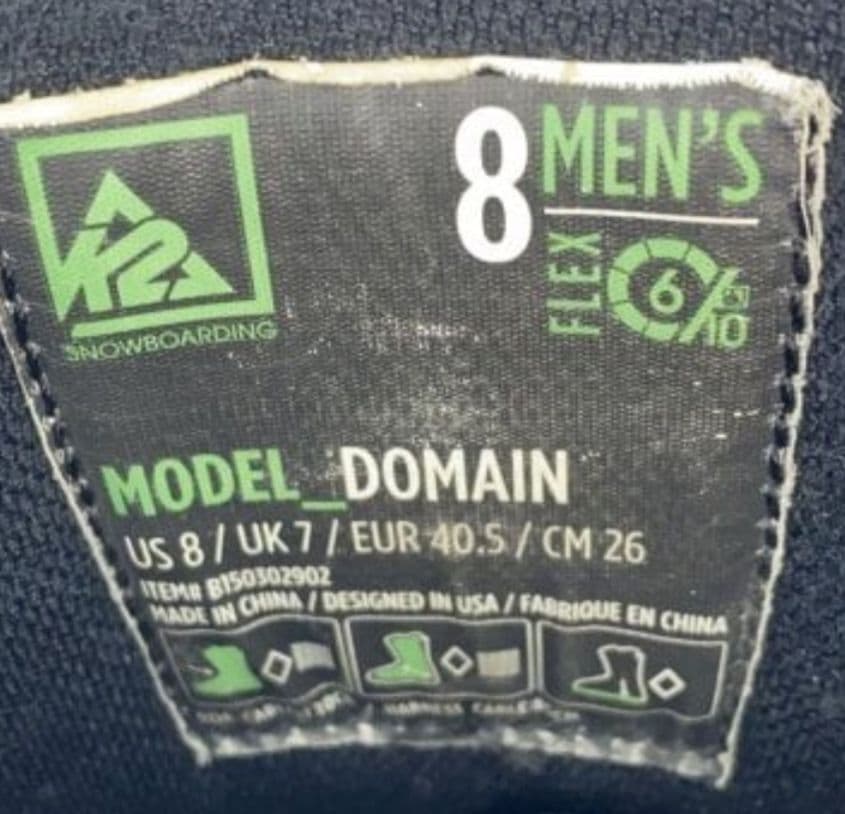 K2
SNOWBOARDING
8 MEN'S
FLEX 6/10
MODEL_DOMAIN
US 8 / UK 7 / EUR 40.5 / CM 26
ITEM# B150302902
MADE IN CHINA / DESIGNED IN USA / FABRIQUE EN CHINA